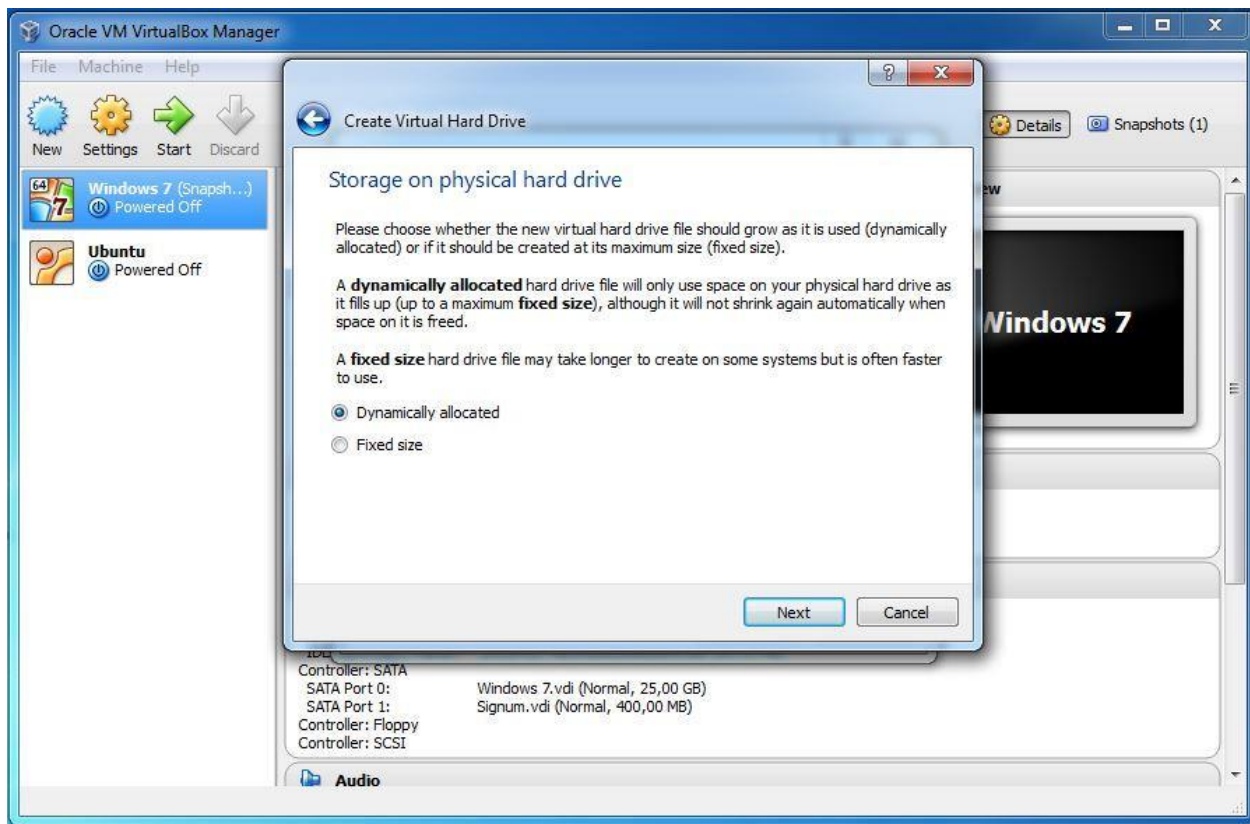 Oracle VM VirtualBox Manager
File Machine Help
New Settings Start Discard
Details Snapshots (1)
64 Windows 7 (Snapsh...)
7 Powered Off
Ubuntu
Powered Off
Create Virtual Hard Drive
Storage on physical hard drive
Please choose whether the new virtual hard drive file should grow as it is used (dynamically
allocated) or if it should be created at its maximum size (fixed size).
A dynamically allocated hard drive file will only use space on your physical hard drive as
it fills up (up to a maximum fixed size), although it will not shrink again automatically when
space on it is freed.
A fixed size hard drive file may take longer to create on some systems but is often faster
to use.
Dynamically allocated
Fixed size
Next Cancel
Windows 7
Controller: SATA
SATA Port 0: Windows 7.vdi (Normal, 25,00 GB)
SATA Port 1: Signum.vdi (Normal, 400,00 MB)
Controller: Floppy
Controller: SCSI
Audio